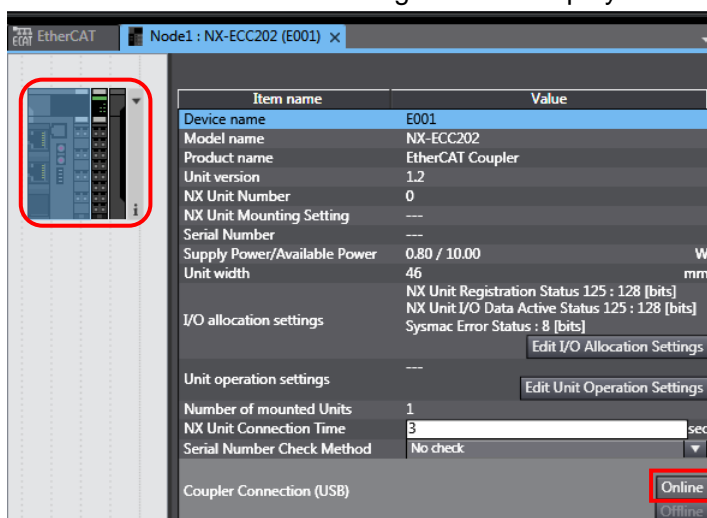 EtherCAT
Node1 : NX-ECC202 (E001) ×
Item name Value
Device name E001
Model name NX-ECC202
Product name EtherCAT Coupler
Unit version 1.2
NX Unit Number 0
NX Unit Mounting Setting ---
Serial Number ---
Supply Power/Available Power 0.80 / 10.00 W
Unit width 46 mm
I/O allocation settings
NX Unit Registration Status 125 : 128 [bits]
NX Unit I/O Data Active Status 125 : 128 [bits]
Sysmac Error Status : 8 [bits]
Edit I/O Allocation Settings
Unit operation settings ---
Edit Unit Operation Settings
Number of mounted Units 1
NX Unit Connection Time 3 sec
Serial Number Check Method No check
Coupler Connection (USB) Online
Offline